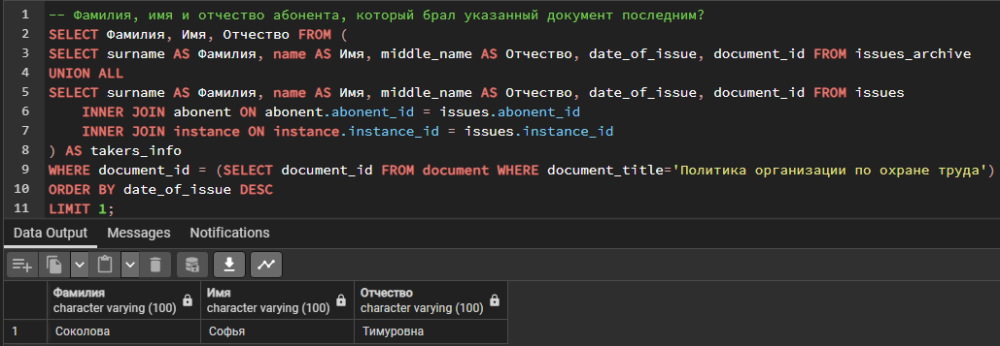 1 -- Фамилия, имя и отчество абонента, который брал указанный документ последним?
2 SELECT Фамилия, Имя, Отчество FROM (
3 SELECT surname AS Фамилия, name AS Имя, middle_name AS Отчество, date_of_issue, document_id FROM issues_archive
4 UNION ALL
5 SELECT surname AS Фамилия, name AS Имя, middle_name AS Отчество, date_of_issue, document_id FROM issues
6 INNER JOIN abonent ON abonent.abonent_id = issues.abonent_id
7 INNER JOIN instance ON instance.instance_id = issues.instance_id
8 ) AS takers_info
9 WHERE document_id = (SELECT document_id FROM document WHERE document_title='Политика организации по охране труда')
10 ORDER BY date_of_issue DESC
11 LIMIT 1;
Data Output Messages Notifications
Фамилия Имя Отчество
character varying (100) character varying (100) character varying (100)
1 Соколова Софья Тимуровна